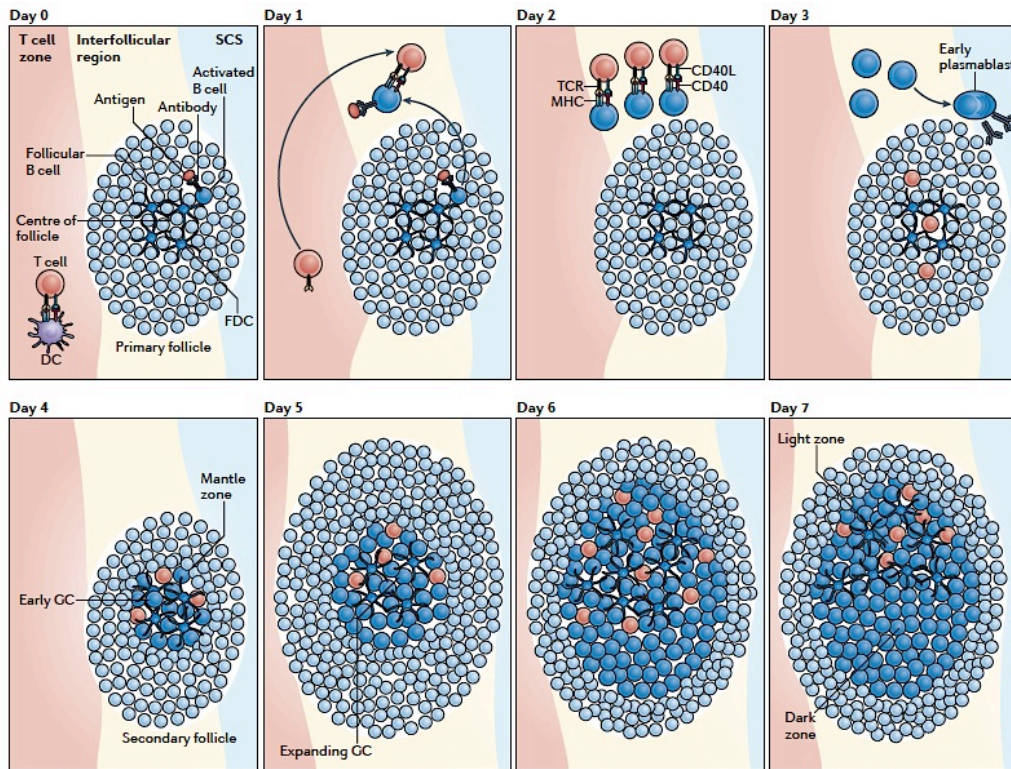 Day 0
T cell zone
Interfollicular region
SCS
Activated B cell
Antigen
Antibody
Follicular B cell
Centre of follicle
T cell
FDC
DC
Primary follicle
Day 1
Day 2
TCR
MHC
CD40L
CD40
Day 3
Early plasmablast
Day 4
Mantle zone
Early GC
Secondary follicle
Day 5
Expanding GC
Day 6
Day 7
Light zone
Dark zone